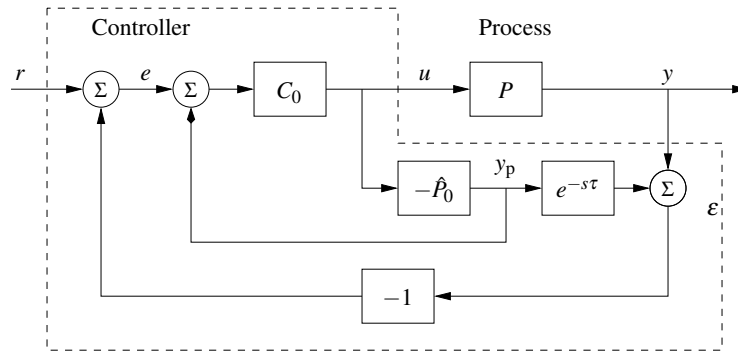 Controller
Process
r
Σ
e
Σ
C₀
u
P
y
−P̂₀
yₚ
e^{−sτ}
Σ
ε
−1